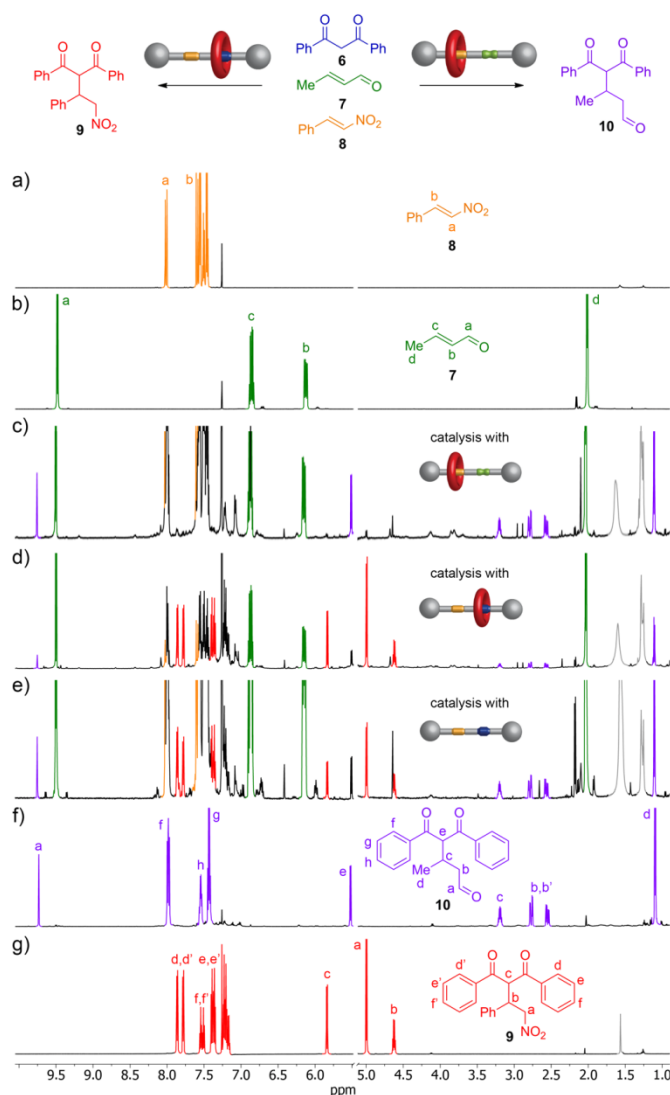 O O
Ph Ph
Ph
NO2
9
O O
Ph Ph
6
Me O
7
Ph NO2
8
O O
Ph Ph
Me
O
10
a)
a b
b
Ph NO2
a
8
b)
a c b d
c a
Me O
d b
7
c)
catalysis with
d)
catalysis with
e)
catalysis with
f)
a f g h e c b,b' d
f O O
g e
h c
Me b
d a O
10
g)
d,d' e,e' a
f,f' c b
d' O O d
e' c e
f' b f
Ph a
NO2
9
9.5 9.0 8.5 8.0 7.5 7.0 6.5 6.0 5.0 4.5 4.0 3.5 3.0 2.5 2.0 1.5 1.0
ppm